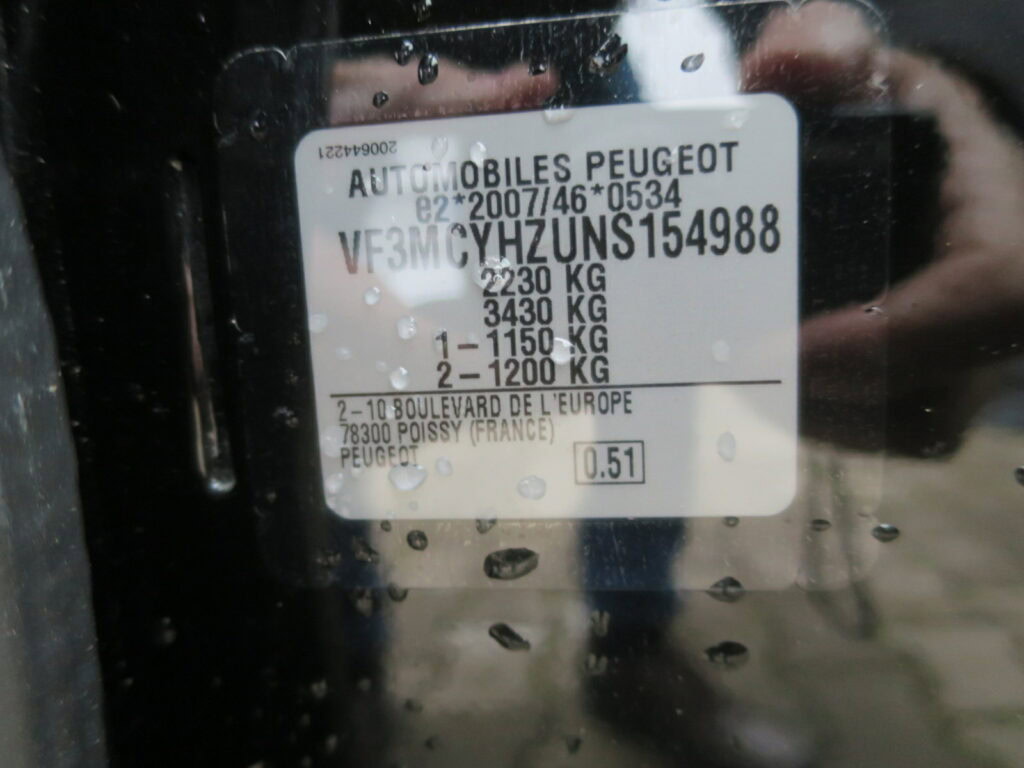 200644221
AUTOMOBILES PEUGEOT
e2*2007/46*0534
VF3MCYHZUNS154988
2230 KG
3430 KG
1-1150 KG
2-1200 KG
2-10 BOULEVARD DE L'EUROPE
78300 POISSY (FRANCE)
PEUGEOT
0.51